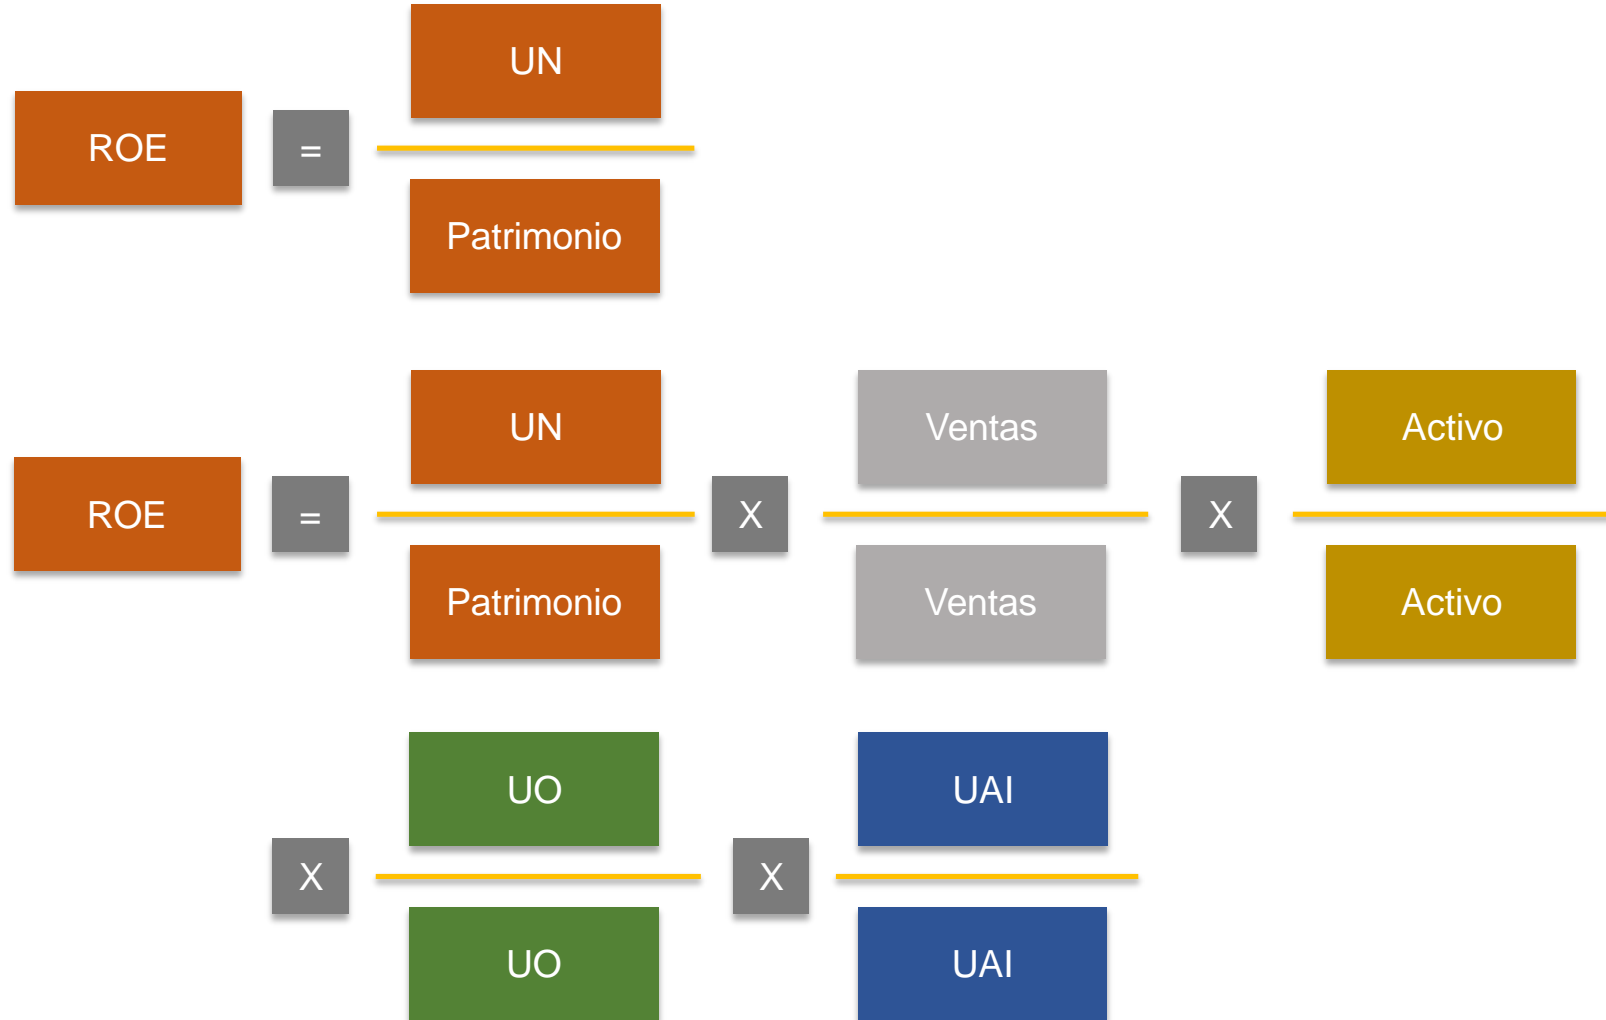 UN
ROE =
Patrimonio
UN Ventas Activo
ROE = X X
Patrimonio Ventas Activo
UO UAI
X X
UO UAI